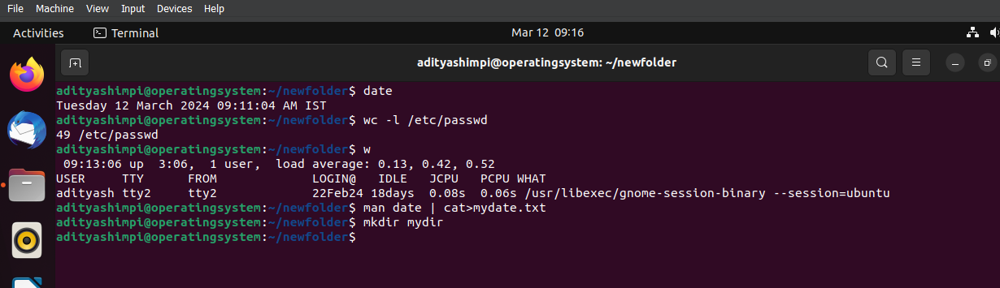 File Machine View Input Devices Help
Activities Terminal Mar 12 09:16
adityashimpi@operatingsystem: ~/newfolder
adityashimpi@operatingsystem:~/newfolder$ date
Tuesday 12 March 2024 09:11:04 AM IST
adityashimpi@operatingsystem:~/newfolder$ wc -l /etc/passwd
49 /etc/passwd
adityashimpi@operatingsystem:~/newfolder$ w
 09:13:06 up  3:06,  1 user,  load average: 0.13, 0.42, 0.52
USER     TTY      FROM             LOGIN@   IDLE   JCPU   PCPU WHAT
adityash tty2     tty2             22Feb24 18days  0.08s  0.06s /usr/libexec/gnome-session-binary --session=ubuntu
adityashimpi@operatingsystem:~/newfolder$ man date | cat>mydate.txt
adityashimpi@operatingsystem:~/newfolder$ mkdir mydir
adityashimpi@operatingsystem:~/newfolder$